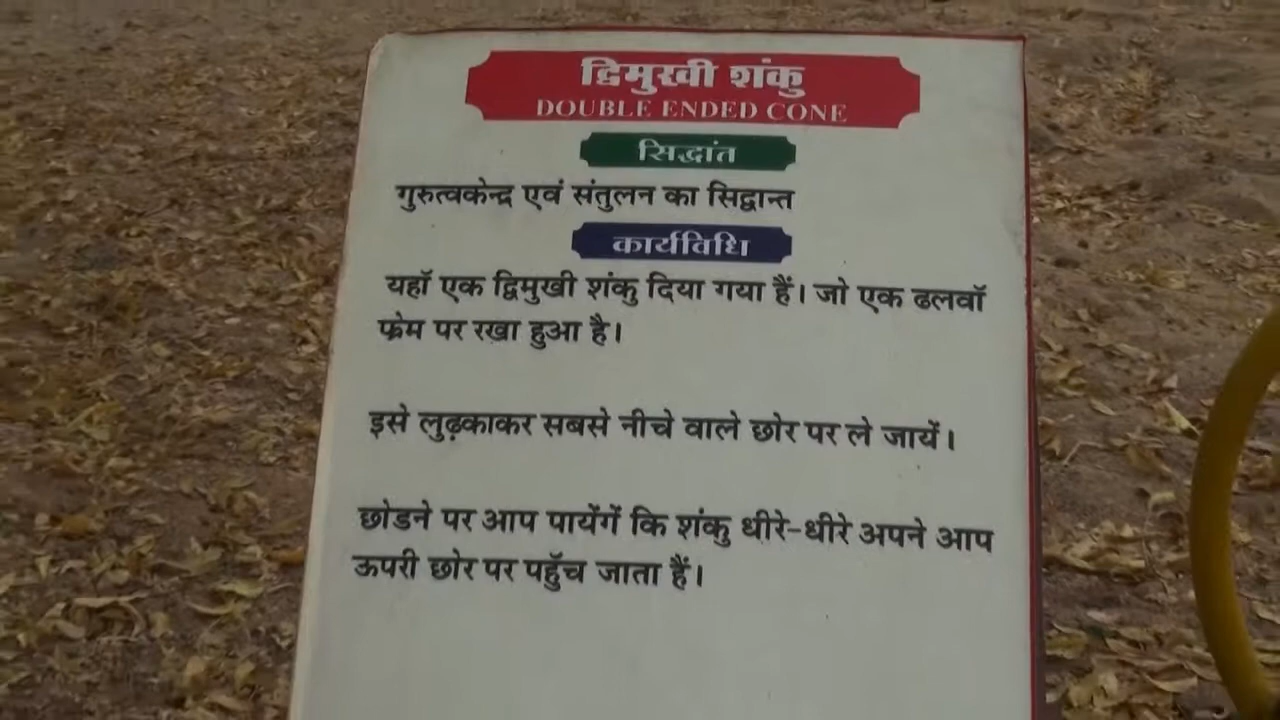 द्विमुखी शंकु
DOUBLE ENDED CONE
सिद्धांत
गुरुत्वकेन्द्र एवं संतुलन का सिद्वान्त
कार्यविधि
यहॉ एक द्विमुखी शंकु दिया गया हैं। जो एक ढलवॉ
फ्रेम पर रखा हुआ है।
इसे लुढ़काकर सबसे नीचे वाले छोर पर ले जायें।
छोडने पर आप पायेंगें कि शंकु धीरे-धीरे अपने आप
ऊपरी छोर पर पहुॅच जाता हैं।